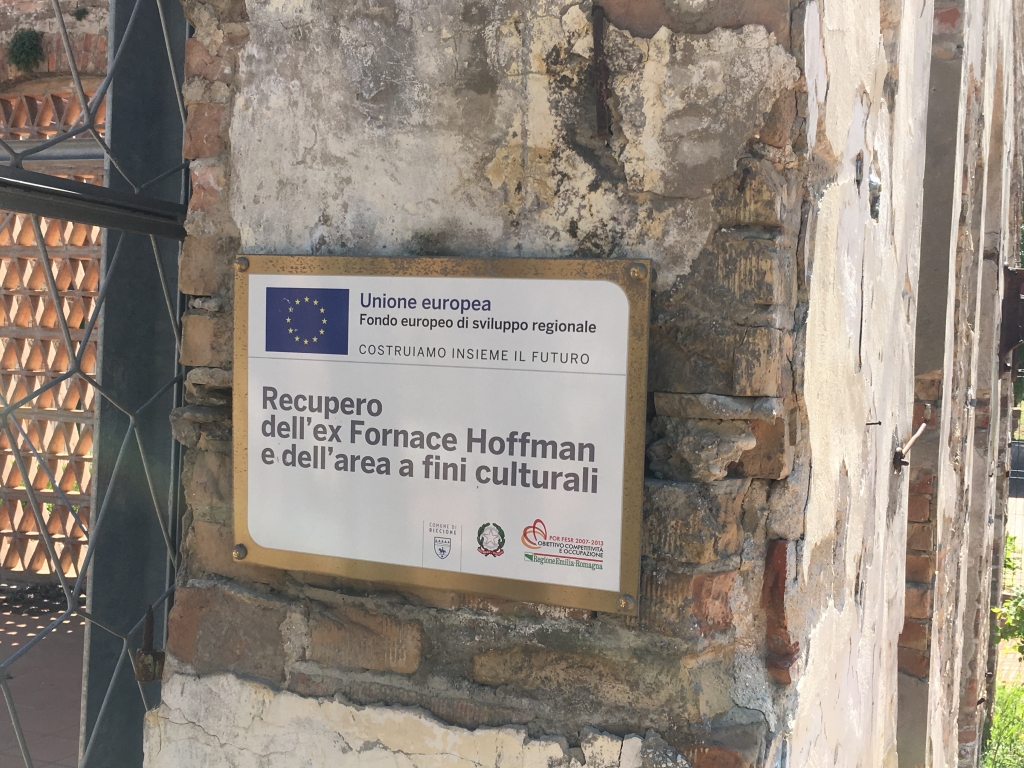 Unione europea
Fondo europeo di sviluppo regionale
COSTRUIAMO INSIEME IL FUTURO
Recupero
dell'ex Fornace Hoffman
e dell'area a fini culturali
COMUNE DI
RICCIONE
POR FESR 2007-2013
OBIETTIVO COMPETITIVITÀ
E OCCUPAZIONE
RegioneEmilia-Romagna